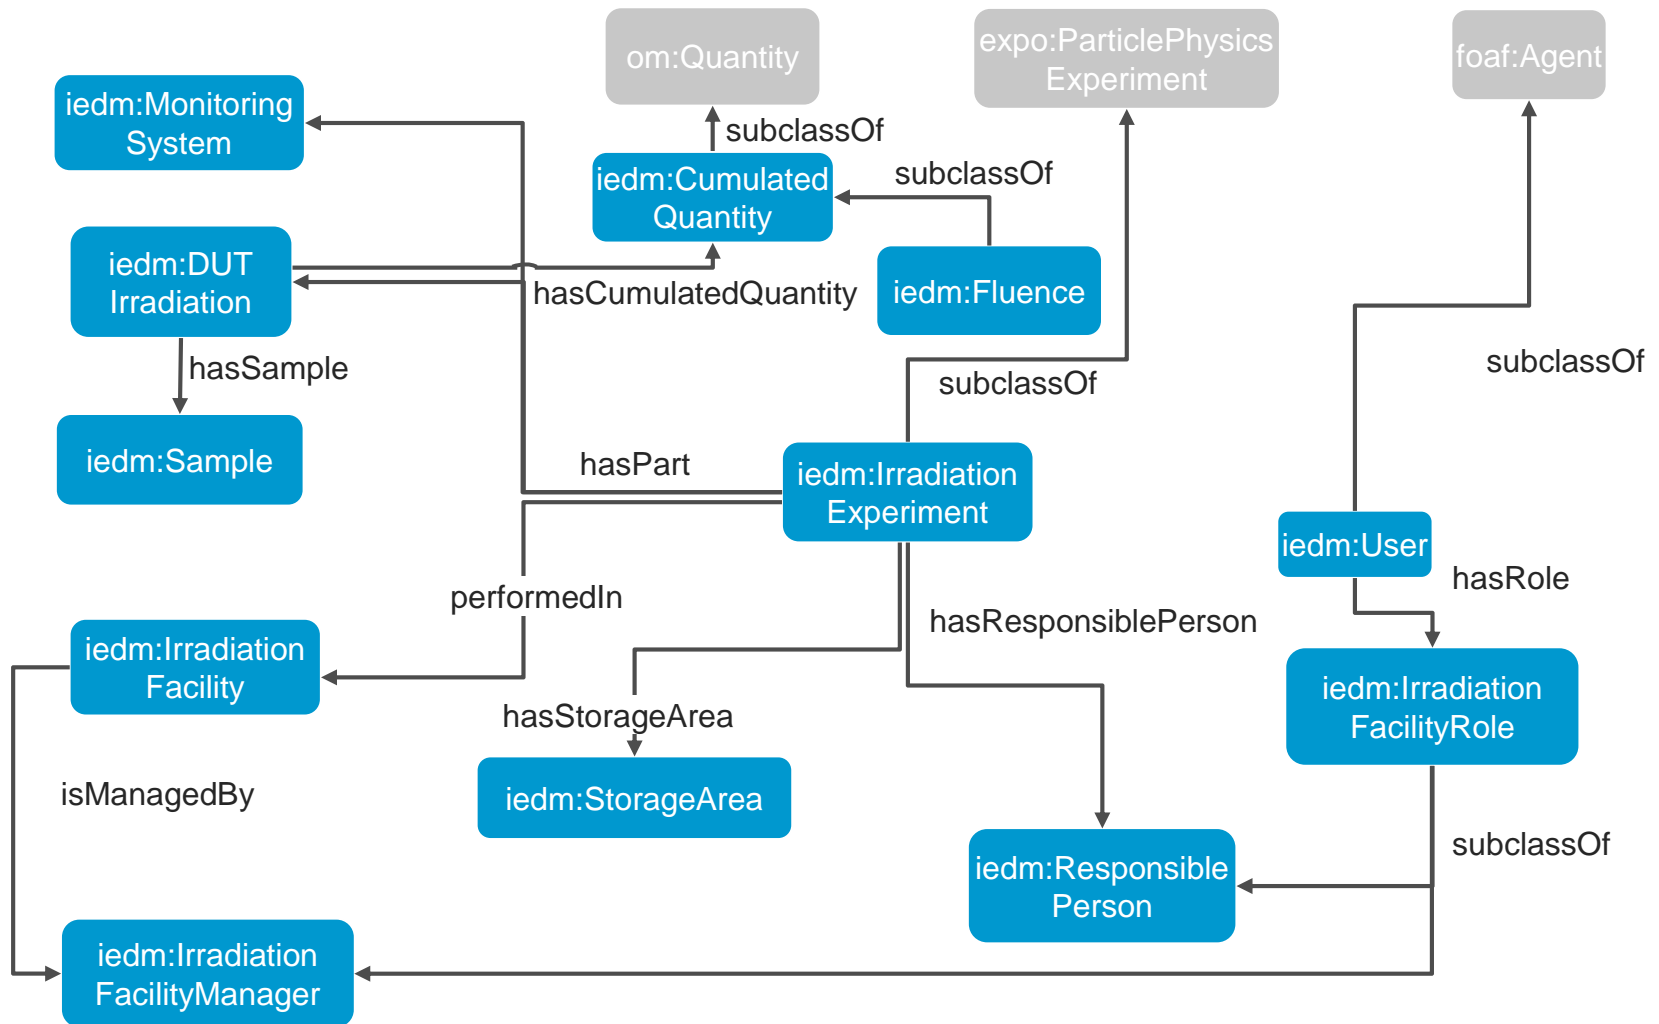 om:Quantity
expo:ParticlePhysics
Experiment
foaf:Agent
iedm:Monitoring
System
subclassOf
iedm:Cumulated
Quantity
subclassOf
iedm:DUT
Irradiation
hasCumulatedQuantity
iedm:Fluence
hasSample
subclassOf
subclassOf
iedm:Sample
hasPart
iedm:Irradiation
Experiment
iedm:User
hasRole
performedIn
hasResponsiblePerson
iedm:Irradiation
Facility
iedm:Irradiation
FacilityRole
hasStorageArea
isManagedBy
iedm:StorageArea
subclassOf
iedm:Responsible
Person
iedm:Irradiation
FacilityManager